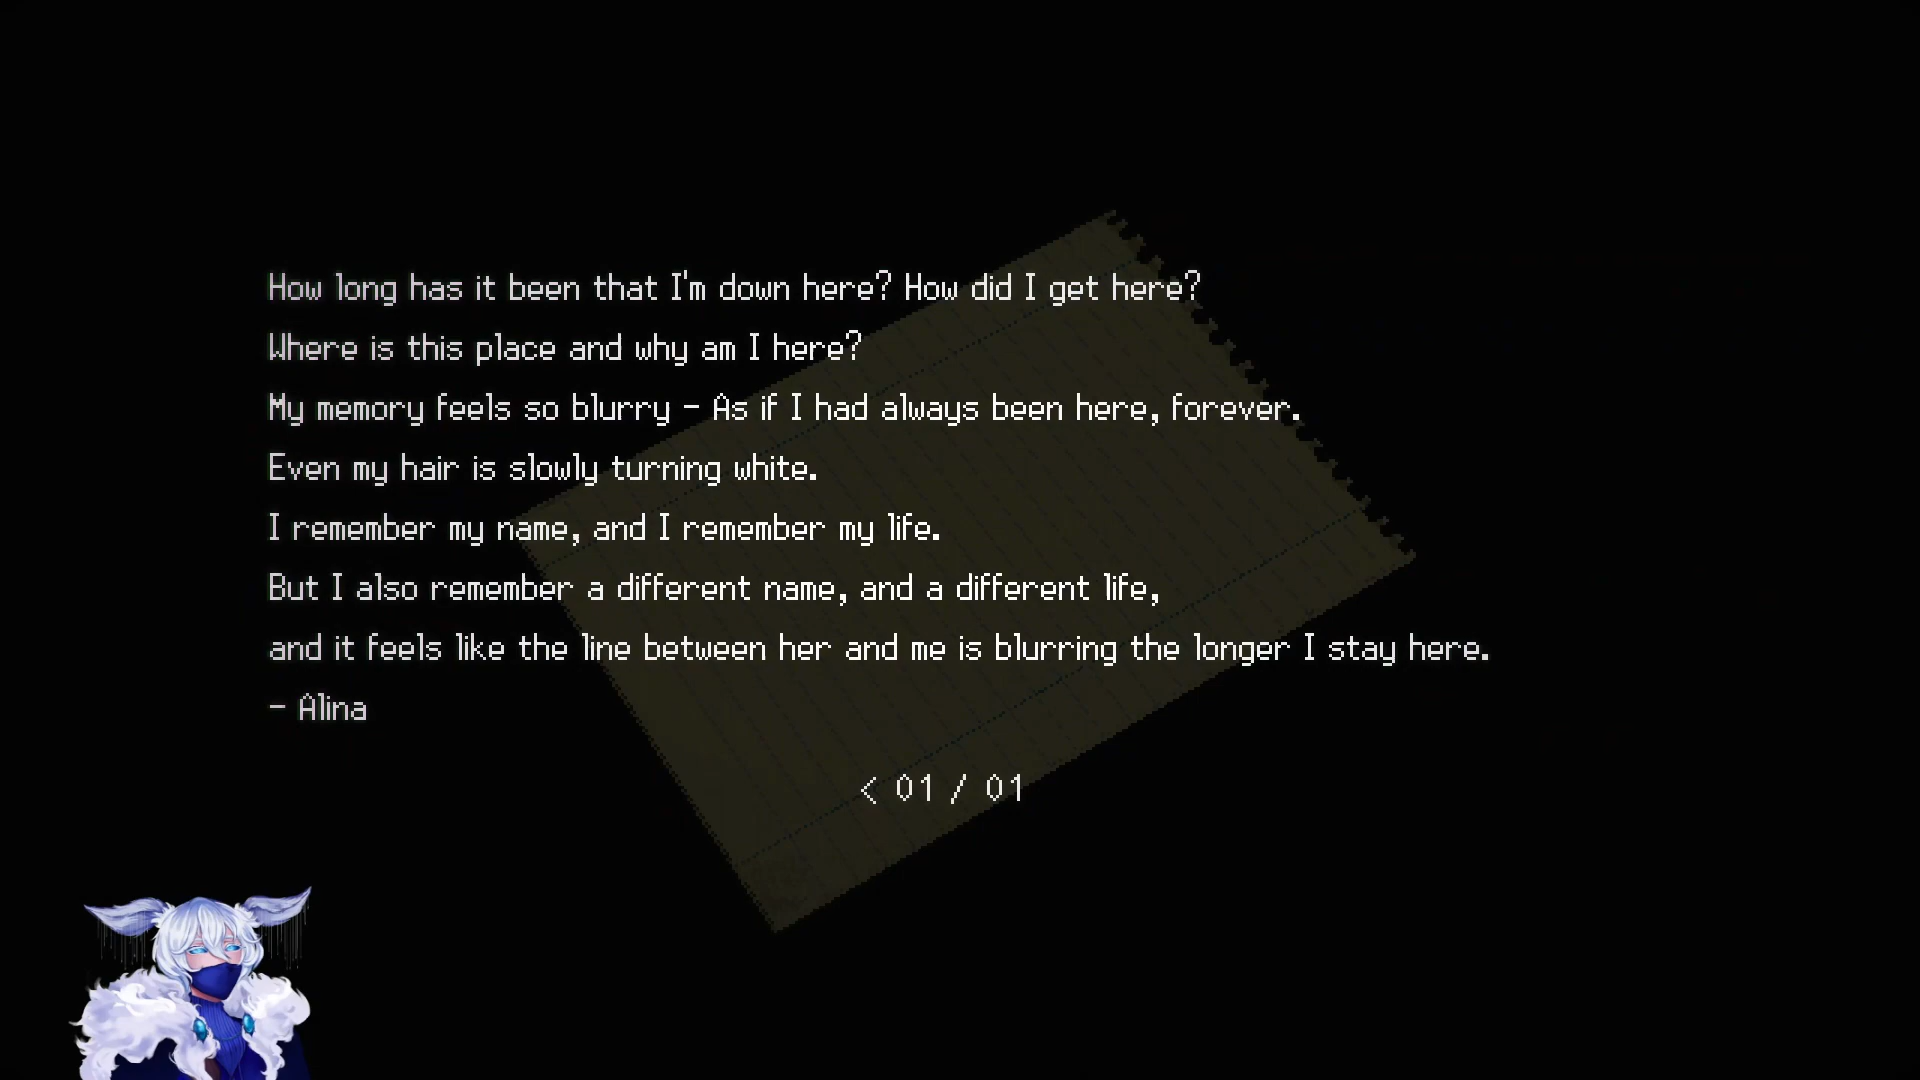 How long has it been that I'm down here? How did I get here?
Where is this place and why am I here?
My memory feels so blurry - As if I had always been here, forever.
Even my hair is slowly turning white.
I remember my name, and I remember my life.
But I also remember a different name, and a different life,
and it feels like the line between her and me is blurring the longer I stay here.
- Alina
< 01 / 01